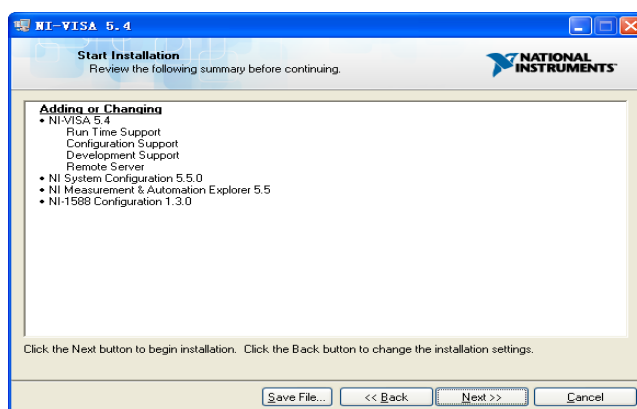 NI-VISA 5.4
Start Installation
Review the following summary before continuing.
NATIONAL
INSTRUMENTS™
Adding or Changing
• NI-VISA 5.4
Run Time Support
Configuration Support
Development Support
Remote Server
• NI System Configuration 5.5.0
• NI Measurement & Automation Explorer 5.5
• NI-1588 Configuration 1.3.0
Click the Next button to begin installation. Click the Back button to change the installation settings.
Save File... << Back Next >> Cancel